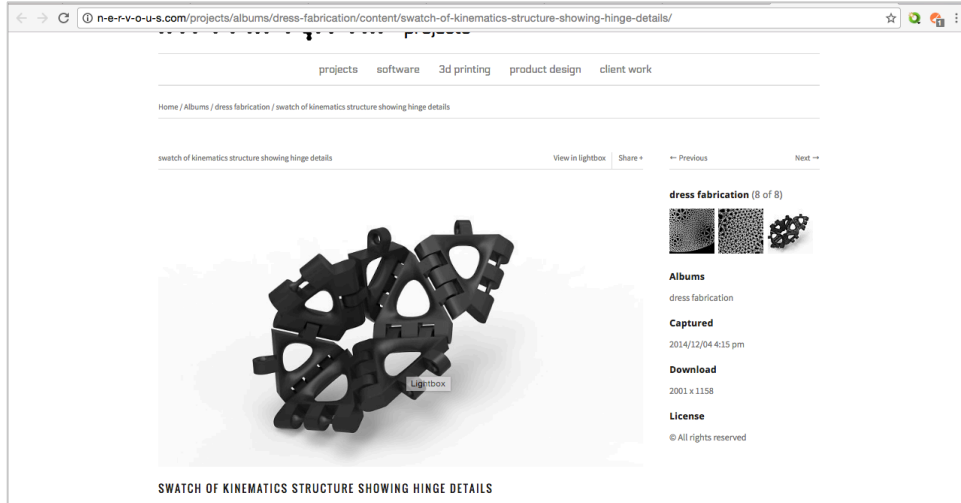 n-e-r-v-o-u-s.com/projects/albums/dress-fabrication/content/swatch-of-kinematics-structure-showing-hinge-details/
1
projects
projects software 3d printing product design client work
Home / Albums / dress fabrication / swatch of kinematics structure showing hinge details
swatch of kinematics structure showing hinge details View in lightbox Share +
← Previous Next →
dress fabrication (8 of 8)
Albums
dress fabrication
Captured
2014/12/04 4:15 pm
Download
2001 x 1158
License
© All rights reserved
Lightbox
SWATCH OF KINEMATICS STRUCTURE SHOWING HINGE DETAILS